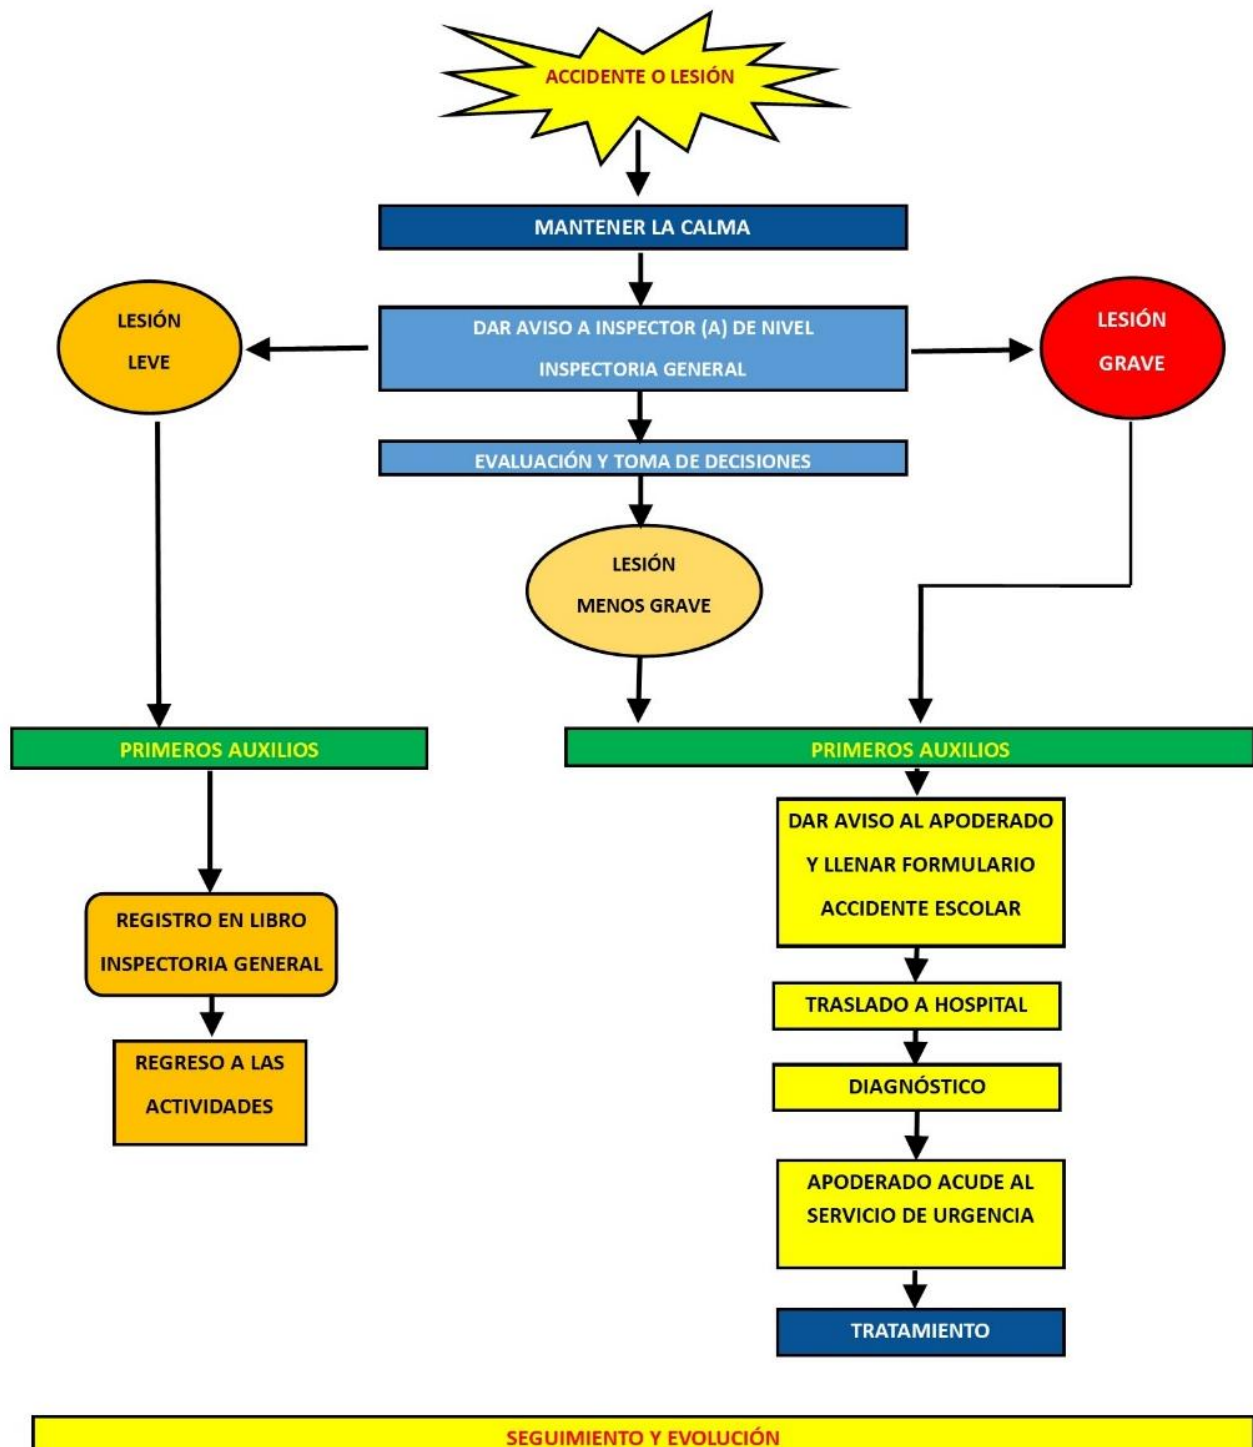 ACCIDENTE O LESIÓN
MANTENER LA CALMA
LESIÓN
LEVE
DAR AVISO A INSPECTOR (A) DE NIVEL
INSPECTORIA GENERAL
LESIÓN
GRAVE
EVALUACIÓN Y TOMA DE DECISIONES
LESIÓN
MENOS GRAVE
PRIMEROS AUXILIOS
PRIMEROS AUXILIOS
REGISTRO EN LIBRO
INSPECTORIA GENERAL
REGRESO A LAS
ACTIVIDADES
DAR AVISO AL APODERADO
Y LLENAR FORMULARIO
ACCIDENTE ESCOLAR
TRASLADO A HOSPITAL
DIAGNÓSTICO
APODERADO ACUDE AL
SERVICIO DE URGENCIA
TRATAMIENTO
SEGUIMIENTO Y EVOLUCIÓN